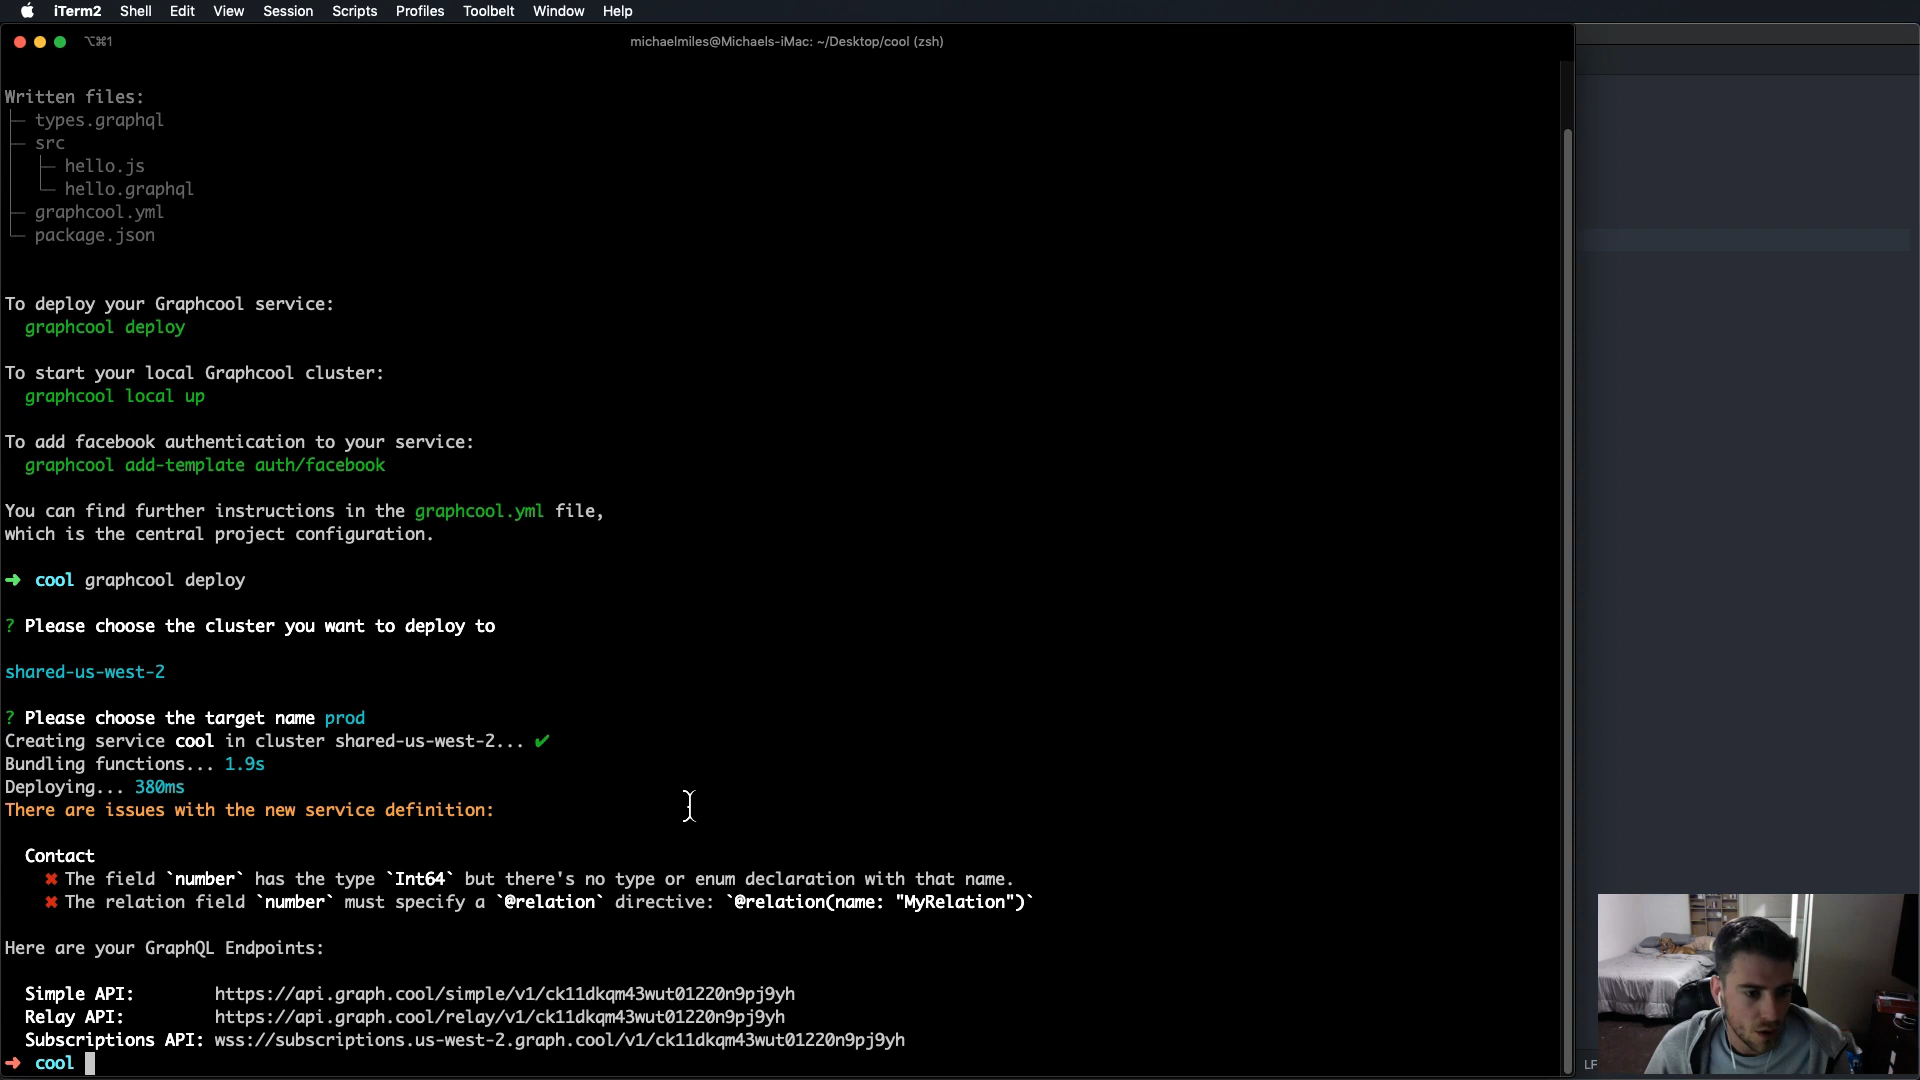 iTerm2 Shell Edit View Session Scripts Profiles Toolbelt Window Help
⌥⌘1 michaelmiles@Michaels-iMac: ~/Desktop/cool (zsh)
Written files:
├─ types.graphql
├─ src
│  ├─ hello.js
│  └─ hello.graphql
├─ graphcool.yml
└─ package.json
To deploy your Graphcool service:
graphcool deploy
To start your local Graphcool cluster:
graphcool local up
To add facebook authentication to your service:
graphcool add-template auth/facebook
You can find further instructions in the graphcool.yml file,
which is the central project configuration.
➜ cool graphcool deploy
? Please choose the cluster you want to deploy to
shared-us-west-2
? Please choose the target name prod
Creating service cool in cluster shared-us-west-2... ✔
Bundling functions... 1.9s
Deploying... 380ms
There are issues with the new service definition:
Contact
✖ The field `number` has the type `Int64` but there's no type or enum declaration with that name.
✖ The relation field `number` must specify a `@relation` directive: `@relation(name: "MyRelation")`
Here are your GraphQL Endpoints:
Simple API: https://api.graph.cool/simple/v1/ck11dkqm43wut01220n9pj9yh
Relay API: https://api.graph.cool/relay/v1/ck11dkqm43wut01220n9pj9yh
Subscriptions API: wss://subscriptions.us-west-2.graph.cool/v1/ck11dkqm43wut01220n9pj9yh
➜ cool
LF